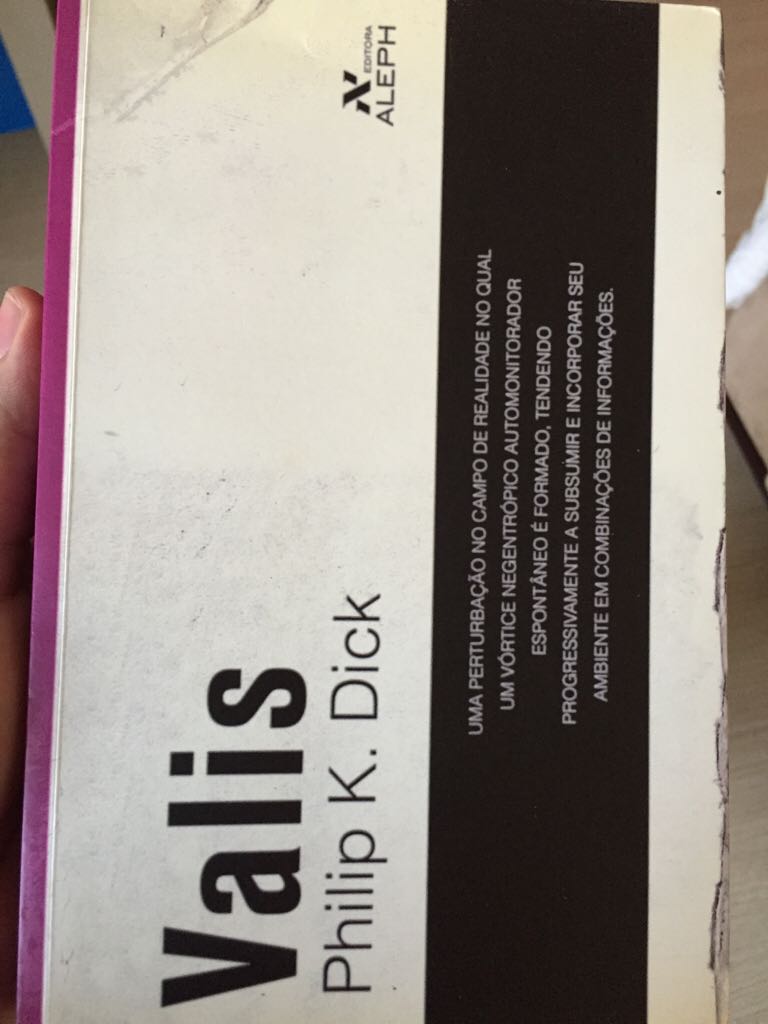 Valis
Philip K. Dick
EDITORA
ALEPH
UMA PERTURBAÇÃO NO CAMPO DE REALIDADE NO QUAL
UM VÓRTICE NEGENTRÓPICO AUTOMONITORADOR
ESPONTÂNEO É FORMADO, TENDENDO
PROGRESSIVAMENTE A SUBSUMIR E INCORPORAR SEU
AMBIENTE EM COMBINAÇÕES DE INFORMAÇÕES.